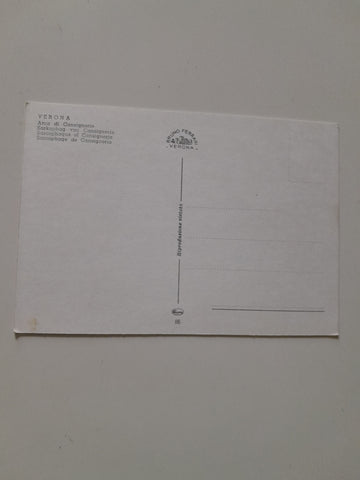 VERONA
Arca di Cansignorio
Sarkophag von Cansignorio
Sarcophagus of Cansignorio
Sarcophage de Cansignorio
BRUNO FERRARI
- VERONA -
Riproduzione vietata